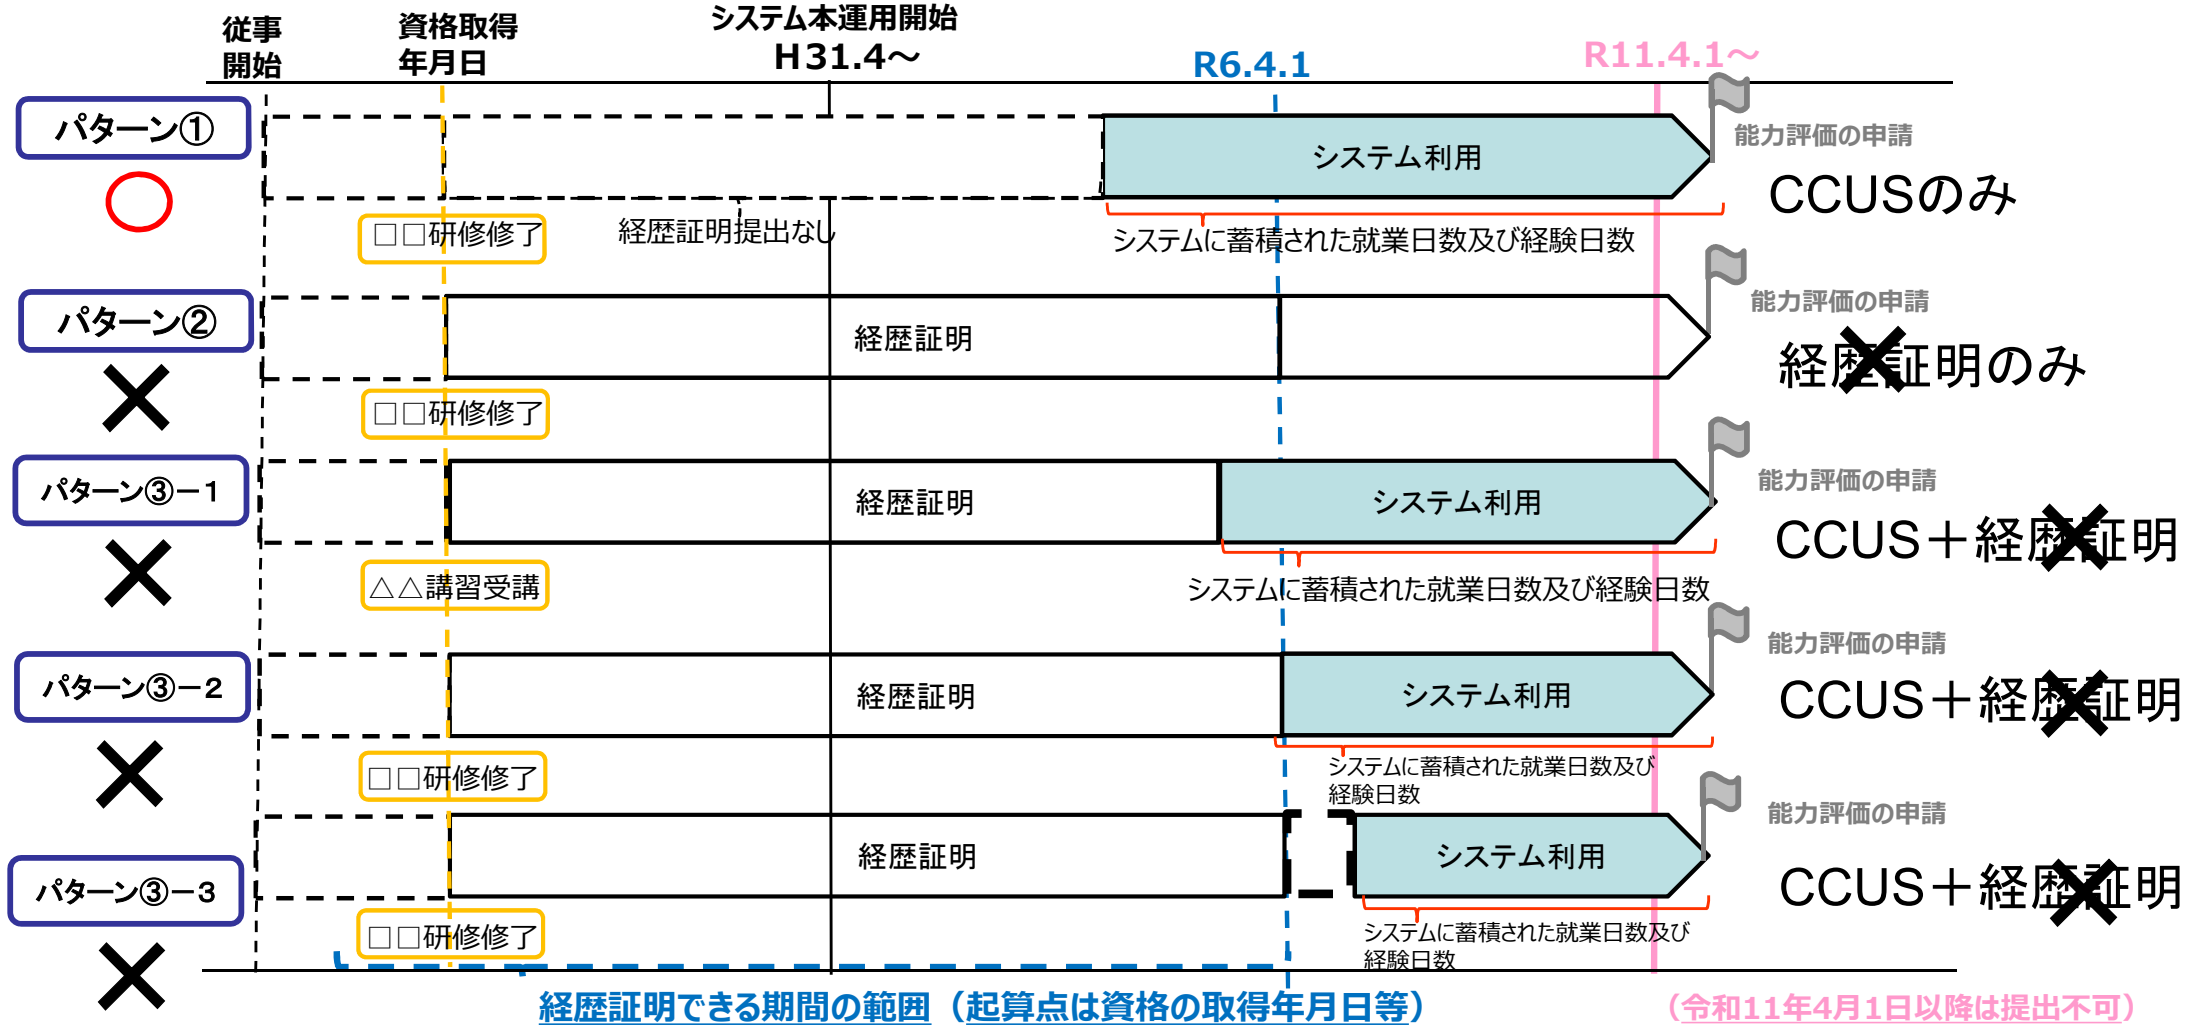 従事
開始
資格取得
年月日
システム本運用開始
H31.4～
R6.4.1
R11.4.1～
パターン①
システム利用
能力評価の申請
CCUSのみ
□□研修修了
経歴証明提出なし
システムに蓄積された就業日数及び経験日数
パターン②
経歴証明
能力評価の申請
経歴証明のみ
□□研修修了
パターン③－1
経歴証明
システム利用
能力評価の申請
CCUS＋経歴証明
△△講習受講
システムに蓄積された就業日数及び経験日数
パターン③－2
経歴証明
システム利用
能力評価の申請
CCUS＋経歴証明
□□研修修了
システムに蓄積された就業日数及び
経験日数
パターン③－3
経歴証明
システム利用
能力評価の申請
CCUS＋経歴証明
□□研修修了
システムに蓄積された就業日数及び
経験日数
経歴証明できる期間の範囲（起算点は資格の取得年月日等）
（令和11年4月1日以降は提出不可）